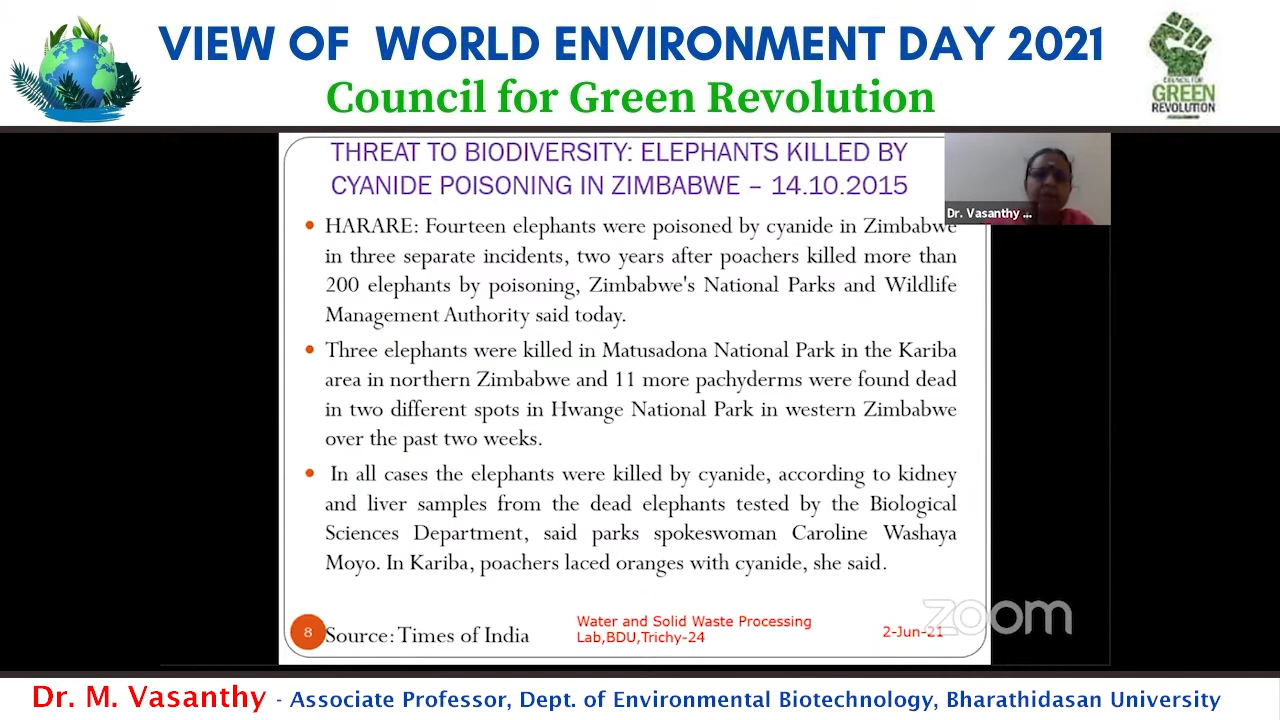 VIEW OF WORLD ENVIRONMENT DAY 2021
Council for Green Revolution
COUNCIL FOR
GREEN
REVOLUTION
THREAT TO BIODIVERSITY: ELEPHANTS KILLED BY
CYANIDE POISONING IN ZIMBABWE – 14.10.2015
Dr. Vasanthy ...
• HARARE: Fourteen elephants were poisoned by cyanide in Zimbabwe
in three separate incidents, two years after poachers killed more than
200 elephants by poisoning, Zimbabwe's National Parks and Wildlife
Management Authority said today.
• Three elephants were killed in Matusadona National Park in the Kariba
area in northern Zimbabwe and 11 more pachyderms were found dead
in two different spots in Hwange National Park in western Zimbabwe
over the past two weeks.
• In all cases the elephants were killed by cyanide, according to kidney
and liver samples from the dead elephants tested by the Biological
Sciences Department, said parks spokeswoman Caroline Washaya
Moyo. In Kariba, poachers laced oranges with cyanide, she said.
8
Source: Times of India
Water and Solid Waste Processing
Lab,BDU,Trichy-24
2-Jun-21
zoom
Dr. M. Vasanthy - Associate Professor, Dept. of Environmental Biotechnology, Bharathidasan University